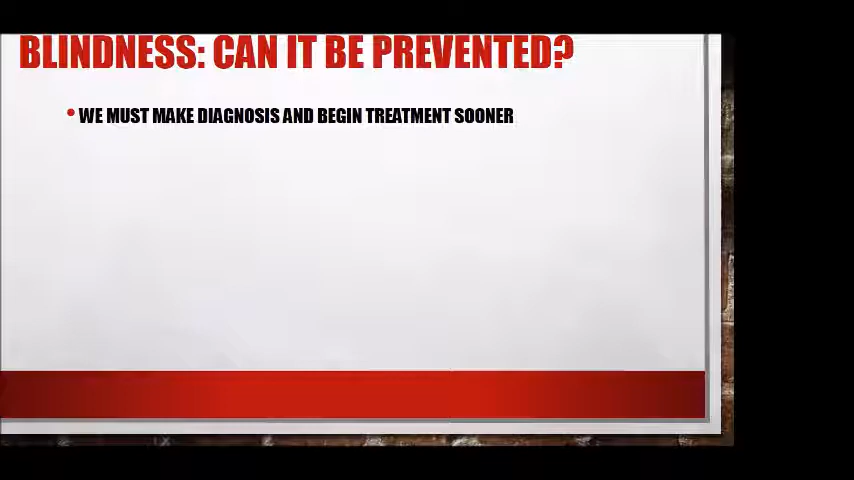 BLINDNESS: CAN IT BE PREVENTED?
• WE MUST MAKE DIAGNOSIS AND BEGIN TREATMENT SOONER